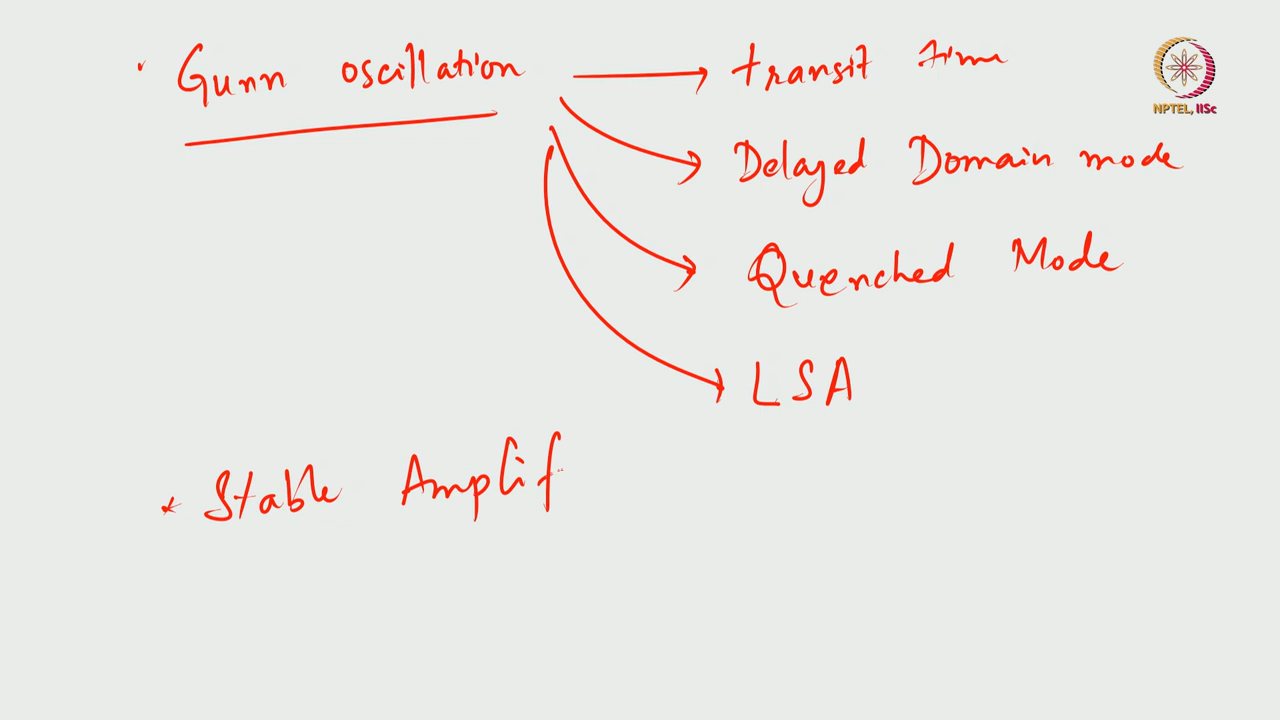 Gunn oscillation → transit time
Delayed Domain mode
Quenched Mode
LSA
* Stable Amplif
NPTEL, IISc